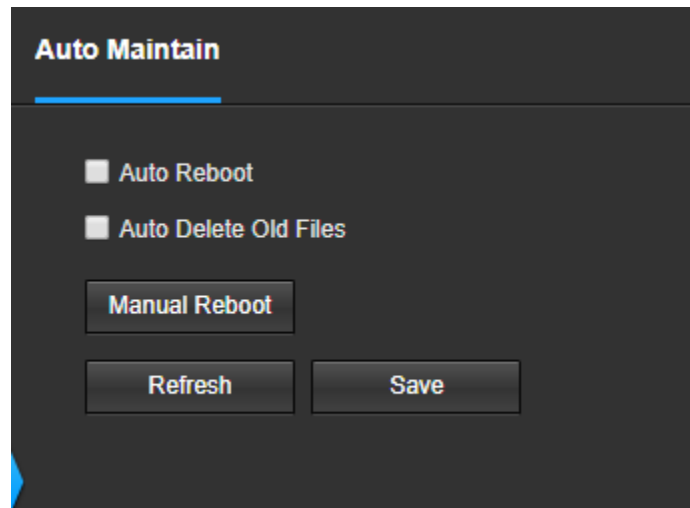 Auto Maintain
Auto Reboot
Auto Delete Old Files
Manual Reboot
Refresh Save